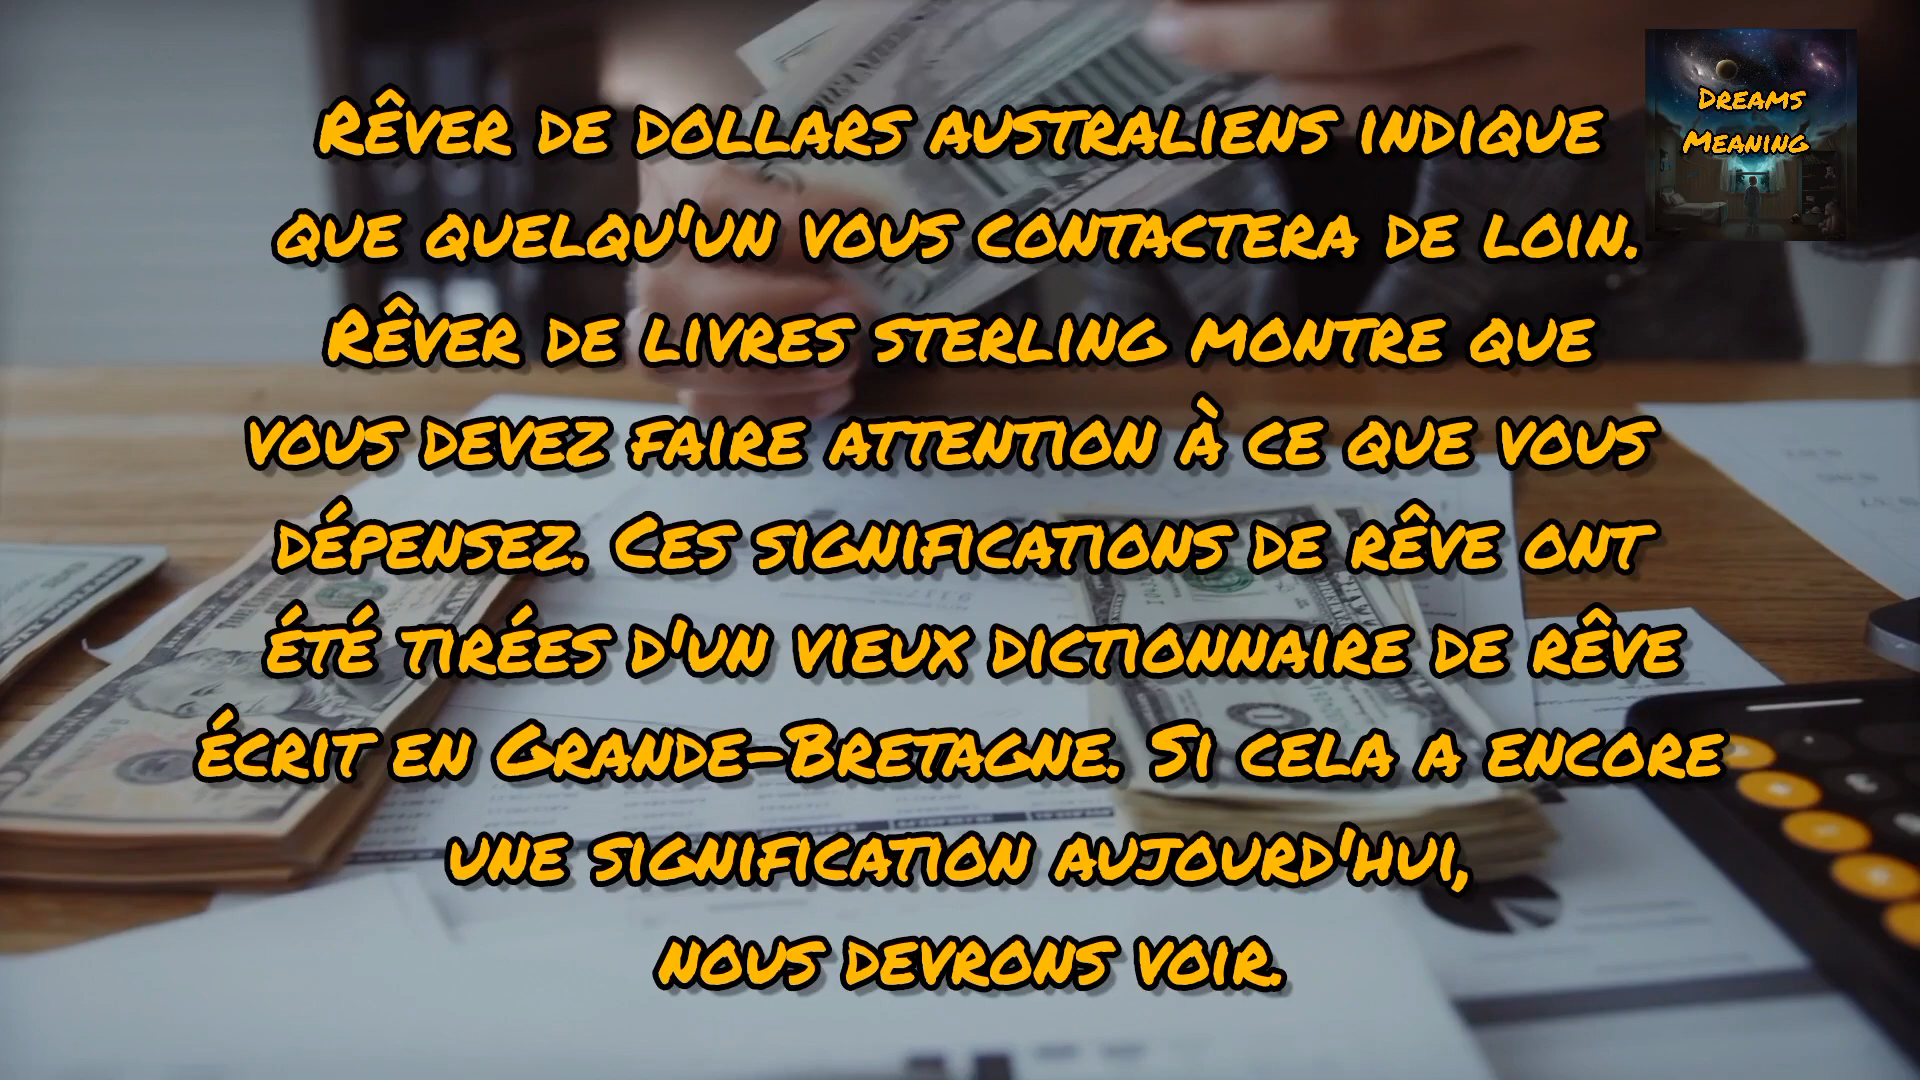 Rêver de dollars australiens indique
que quelqu'un vous contactera de loin.
Rêver de livres sterling montre que
vous devez faire attention à ce que vous
dépensez. Ces significations de rêve ont
été tirées d'un vieux dictionnaire de rêve
écrit en Grande-Bretagne. Si cela a encore
une signification aujourd'hui,
nous devrons voir.
Dreams
Meaning